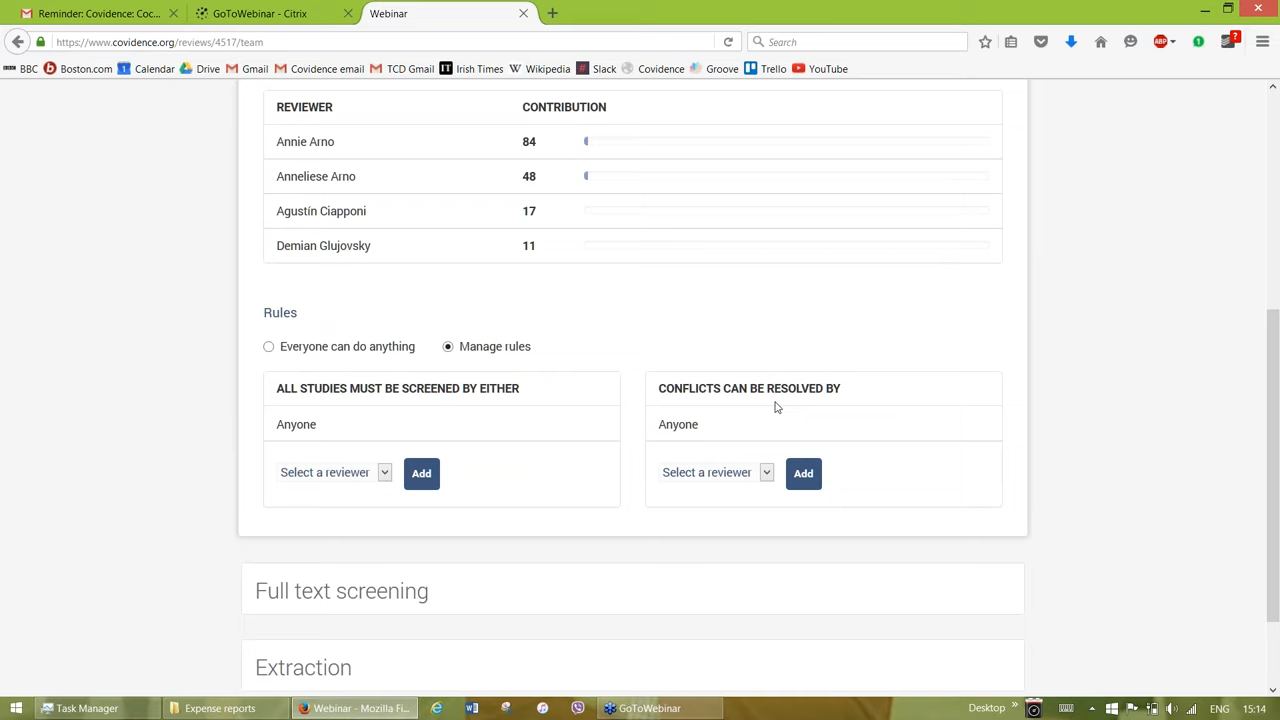 Reminder: Covidence: Coc...
GoToWebinar - Citrix
Webinar
https://www.covidence.org/reviews/4517/team
Search
ABP
1
?
BBC
Boston.com
1 Calendar
Drive
Gmail
Covidence email
TCD Gmail
IT Irish Times
W Wikipedia
Slack
Covidence
Groove
Trello
YouTube
REVIEWER CONTRIBUTION
Annie Arno 84
Anneliese Arno 48
Agustín Ciapponi 17
Demian Glujovsky 11
Rules
Everyone can do anything Manage rules
ALL STUDIES MUST BE SCREENED BY EITHER
Anyone
Select a reviewer Add
CONFLICTS CAN BE RESOLVED BY
Anyone
Select a reviewer Add
Full text screening
Extraction
Task Manager
Expense reports
Webinar - Mozilla Fi...
GoToWebinar
Desktop
ENG
15:14